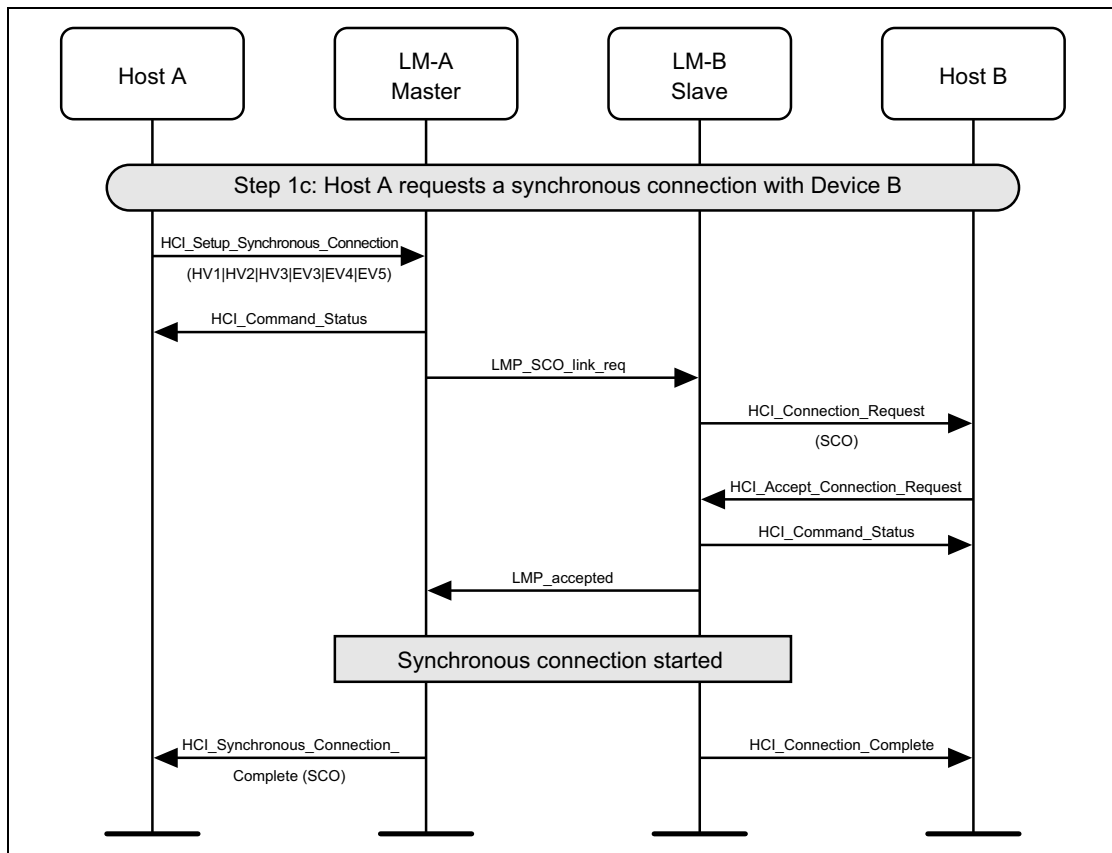 Host A
LM-A
Master
LM-B
Slave
Host B
Step 1c: Host A requests a synchronous connection with Device B
HCI_Setup_Synchronous_Connection
(HV1|HV2|HV3|EV3|EV4|EV5)
HCI_Command_Status
LMP_SCO_link_req
HCI_Connection_Request
(SCO)
HCI_Accept_Connection_Request
HCI_Command_Status
LMP_accepted
Synchronous connection started
HCI_Synchronous_Connection_
Complete (SCO)
HCI_Connection_Complete